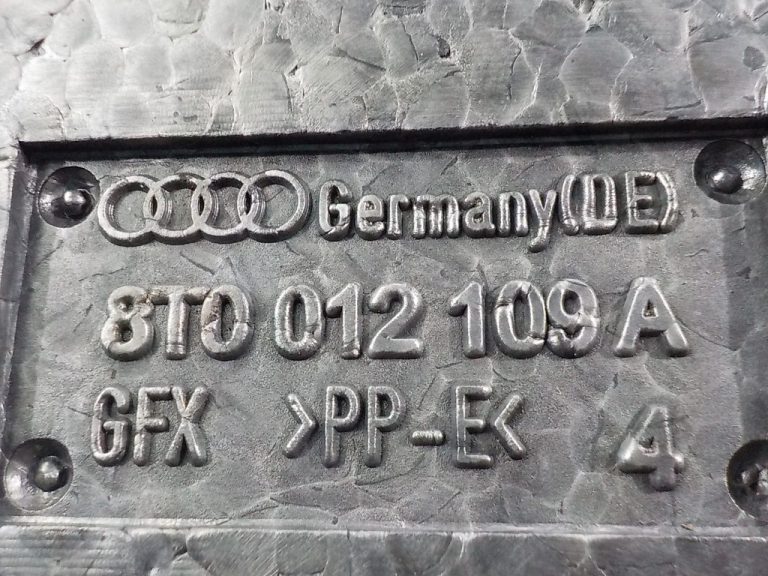 Germany(DE)
8T0 012 109 A
GFX >PP-E< 4